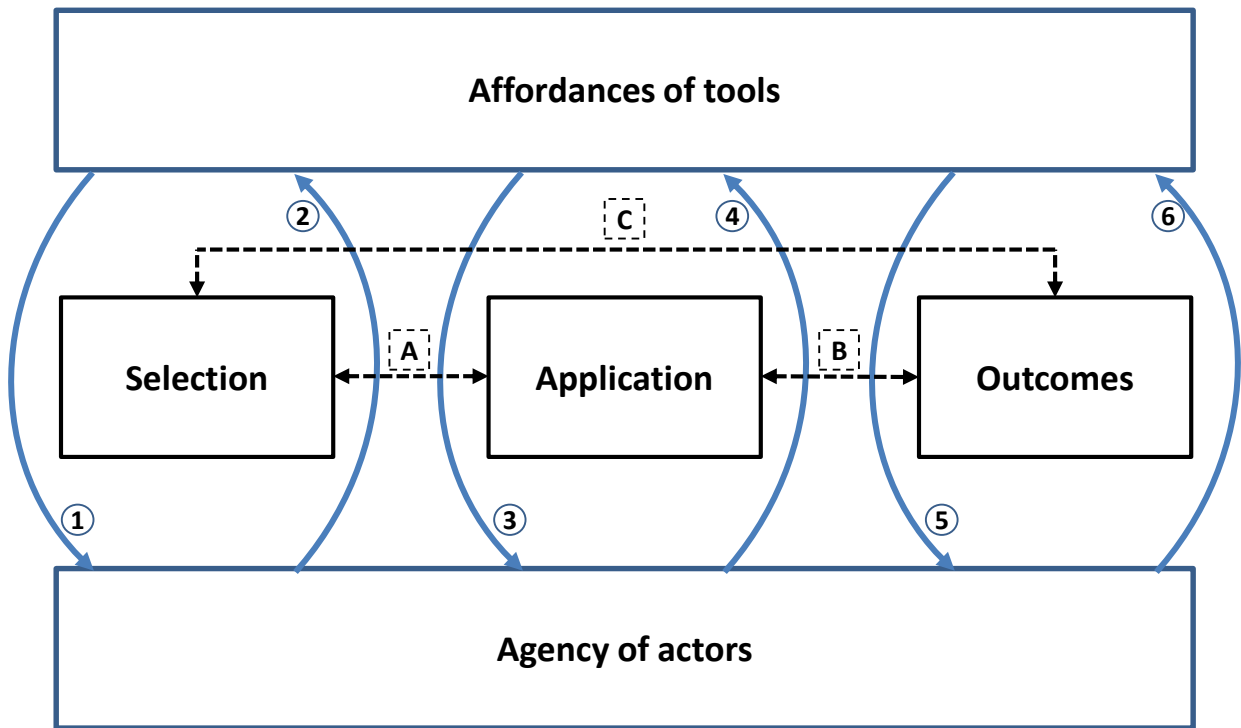 Affordances of tools
2
C
4
6
A
B
Selection
Application
Outcomes
1
3
5
Agency of actors